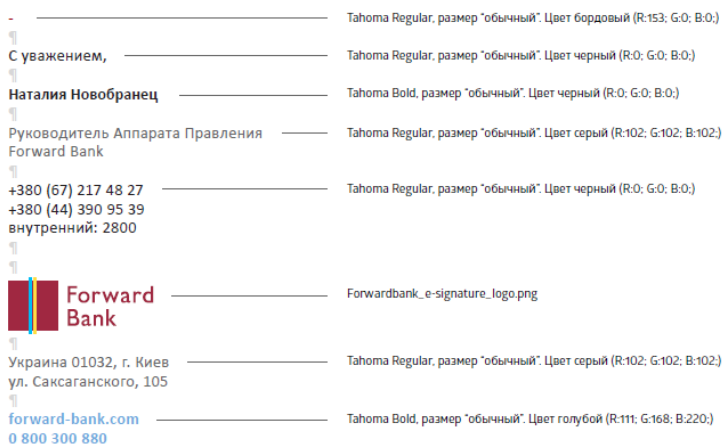 - Tahoma Regular, размер "обычный". Цвет бордовый (R:153; G:0; B:0;)
¶
С уважением, Tahoma Regular, размер "обычный". Цвет черный (R:0; G:0; B:0;)
¶
Наталия Новобранец Tahoma Bold, размер "обычный". Цвет черный (R:0; G:0; B:0;)
¶
Руководитель Аппарата Правления Tahoma Regular, размер "обычный". Цвет серый (R:102; G:102; B:102;)
Forward Bank
¶
+380 (67) 217 48 27 Tahoma Regular, размер "обычный". Цвет черный (R:0; G:0; B:0;)
+380 (44) 390 95 39
внутренний: 2800
¶
¶
Forward Forwardbank_e-signature_logo.png
Bank
¶
Украина 01032, г. Киев Tahoma Regular, размер "обычный". Цвет серый (R:102; G:102; B:102;)
ул. Саксаганского, 105
¶
forward-bank.com Tahoma Bold, размер "обычный". Цвет голубой (R:111; G:168; B:220;)
0 800 300 880